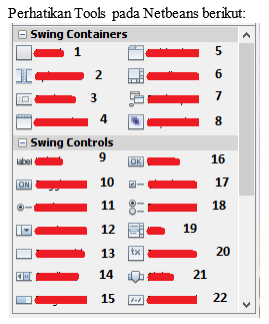 Perhatikan Tools pada Netbeans berikut:
Swing Containers
1 5
2 6
3 7
4 8
Swing Controls
label 9 OK 16
ON 10 17
11 18
12 19
13 tx 20
14 21
15 22